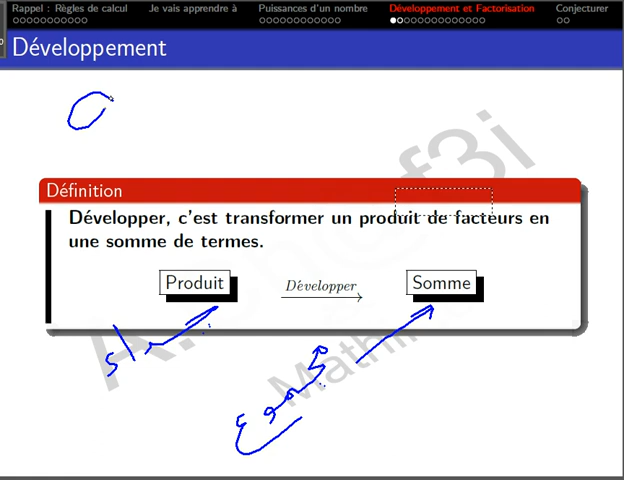 Rappel : Règles de calcul Je vais apprendre à Puissances d'un nombre Développement et Factorisation Conjecturer
Développement
Définition
Développer, c'est transformer un produit de facteurs en
une somme de termes.
Produit Développer Somme